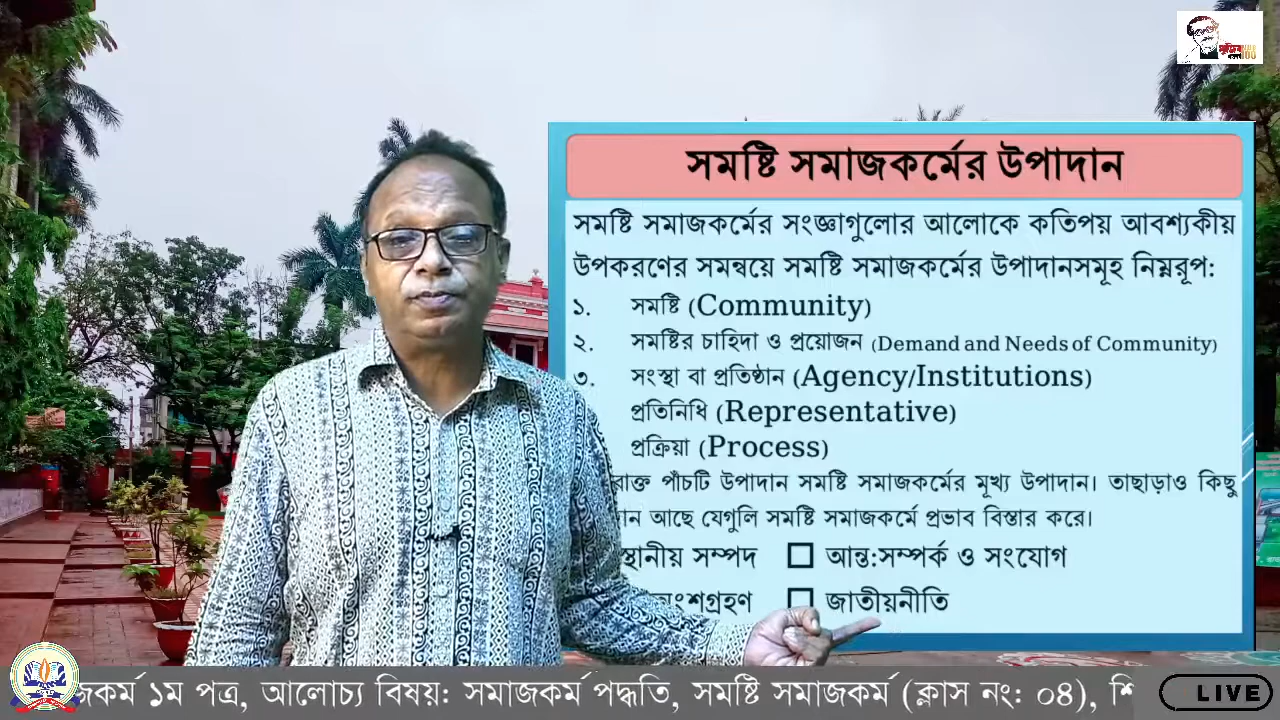 সমষ্টি সমাজকর্মের উপাদান
সমষ্টি সমাজকর্মের সংজ্ঞাগুলোর আলোকে কতিপয় আবশ্যকীয়
উপকরণের সমন্বয়ে সমষ্টি সমাজকর্মের উপাদানসমূহ নিম্নরূপ:
১. সমষ্টি (Community)
২. সমষ্টির চাহিদা ও প্রয়োজন (Demand and Needs of Community)
৩. সংস্থা বা প্রতিষ্ঠান (Agency/Institutions)
প্রতিনিধি (Representative)
প্রক্রিয়া (Process)
পাঁচটি উপাদান সমষ্টি সমাজকর্মের মূখ্য উপাদান। তাছাড়াও কিছু
আছে যেগুলি সমষ্টি সমাজকর্মে প্রভাব বিস্তার করে।
স্থানীয় সম্পদ □ আন্ত:সম্পর্ক ও সংযোগ
অংশগ্রহণ □ জাতীয়নীতি
১ম পত্র, আলোচ্য বিষয়: সমাজকর্ম পদ্ধতি, সমষ্টি সমাজকর্ম (ক্লাস নং: ০৪),
LIVE